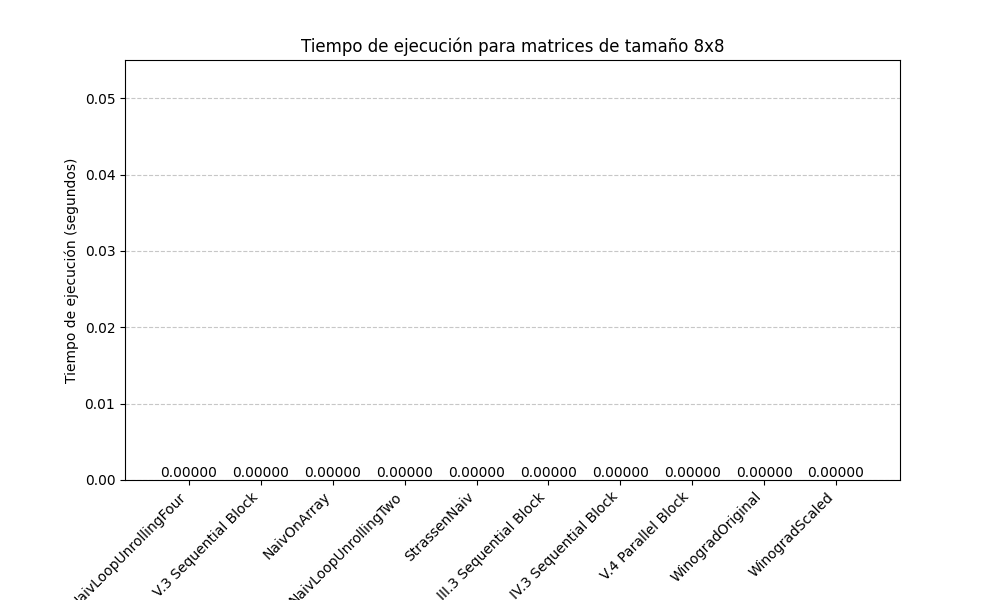 Tiempo de ejecución para matrices de tamaño 8x8
Tiempo de ejecución (segundos)
0.05
0.04
0.03
0.02
0.01
0.00
0.00000 0.00000 0.00000 0.00000 0.00000 0.00000 0.00000 0.00000 0.00000 0.00000
aivLoopUnrollingFour
V.3 Sequential Block
NaivOnArray
NaivLoopUnrollingTwo
StrassenNaiv
III.3 Sequential Block
IV.3 Sequential Block
V.4 Parallel Block
WinogradOriginal
WinogradScaled